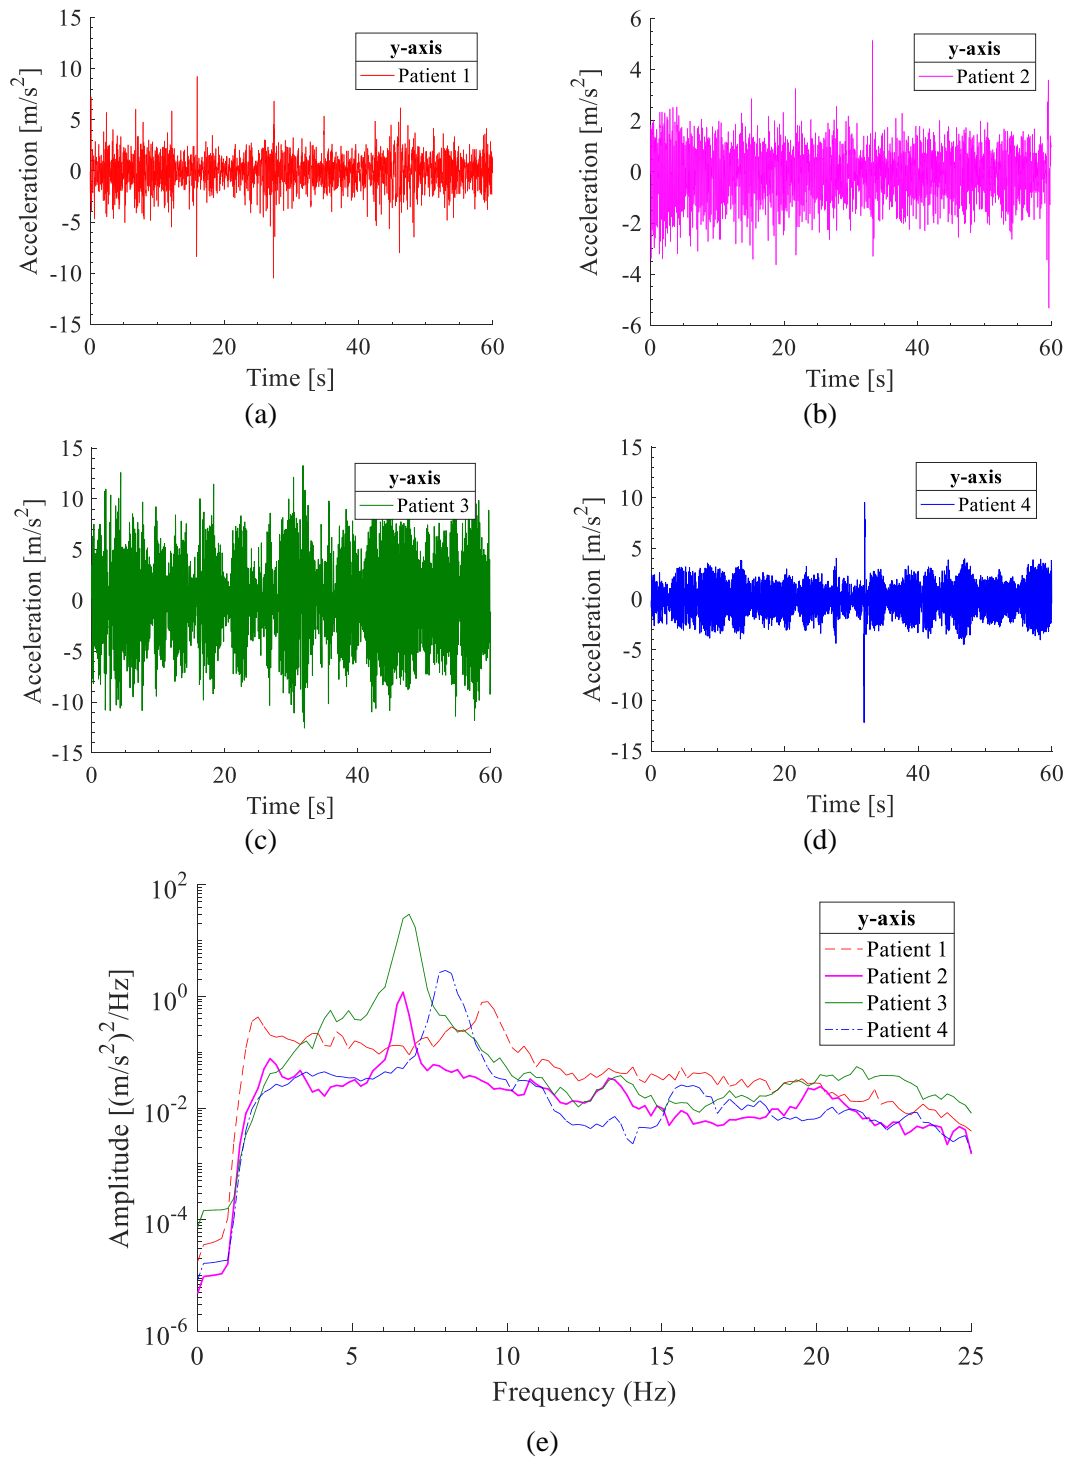 15
10
5
0
-5
-10
-15
Acceleration [m/s²]
y-axis
Patient 1
0 20 40 60
Time [s]
(a)
6
4
2
0
-2
-4
-6
Acceleration [m/s²]
y-axis
Patient 2
0 20 40 60
Time [s]
(b)
15
10
5
0
-5
-10
-15
Acceleration [m/s²]
y-axis
Patient 3
0 20 40 60
Time [s]
(c)
15
10
5
0
-5
-10
-15
Acceleration [m/s²]
y-axis
Patient 4
0 20 40 60
Time [s]
(d)
10²
10⁰
10⁻²
10⁻⁴
10⁻⁶
Amplitude [(m/s²)²/Hz]
y-axis
Patient 1
Patient 2
Patient 3
Patient 4
0 5 10 15 20 25
Frequency (Hz)
(e)